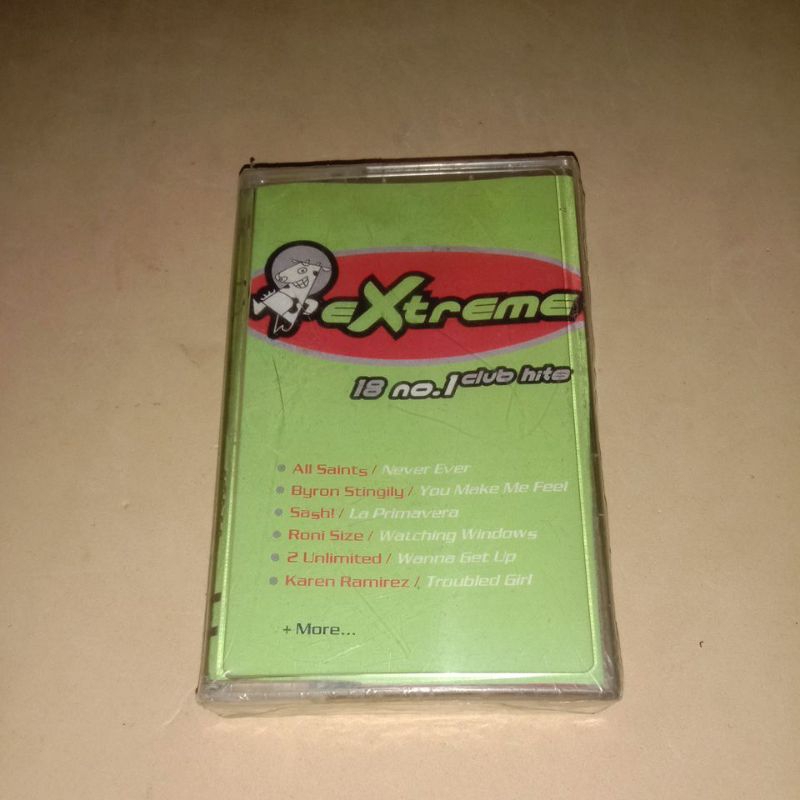 eXtreme
18 no.1 club hits
All Saints / Never Ever
Byron Stingily / You Make Me Feel
Sash! / La Primavera
Roni Size / Watching Windows
2 Unlimited / Wanna Get Up
Karen Ramirez / Troubled Girl
+ More...